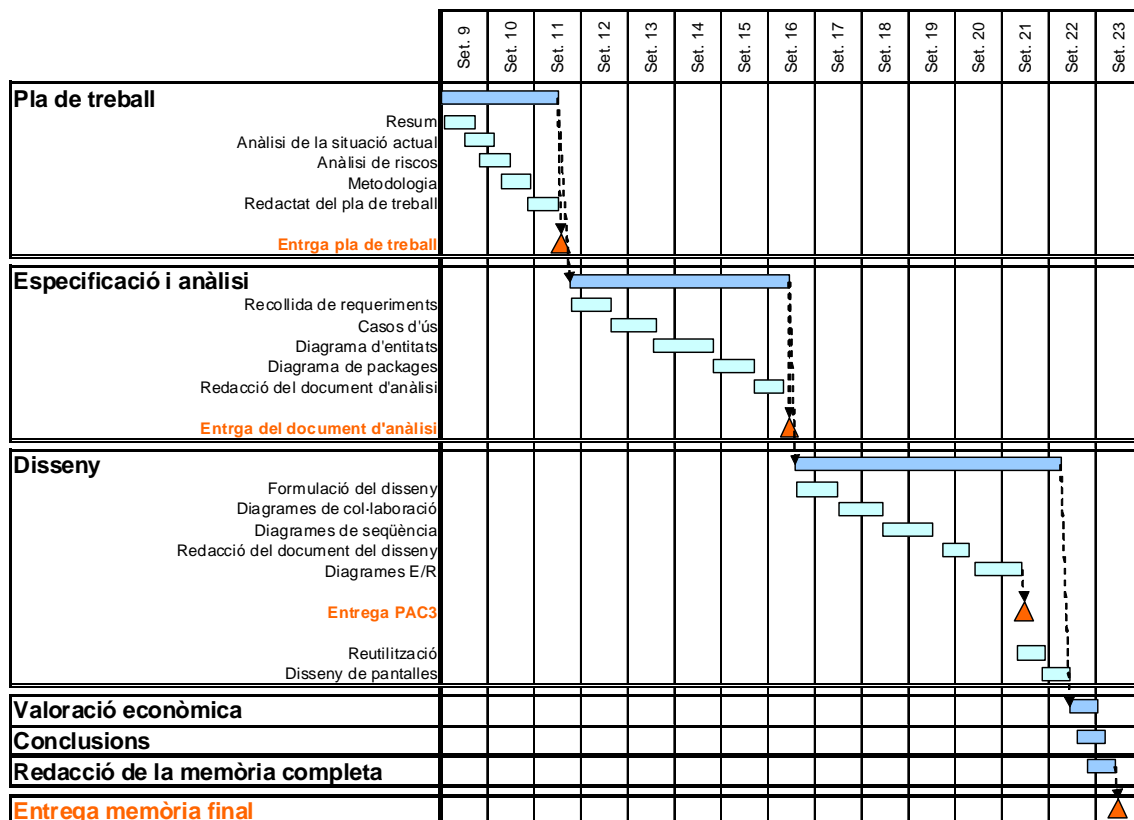 Set. 9
Set. 10
Set. 11
Set. 12
Set. 13
Set. 14
Set. 15
Set. 16
Set. 17
Set. 18
Set. 19
Set. 20
Set. 21
Set. 22
Set. 23
Pla de treball
Resum
Anàlisi de la situació actual
Anàlisi de riscos
Metodologia
Redactat del pla de treball
Entrga pla de treball
Especificació i anàlisi
Recollida de requeriments
Casos d'ús
Diagrama d'entitats
Diagrama de packages
Redacció del document d'anàlisi
Entrga del document d'anàlisi
Disseny
Formulació del disseny
Diagrames de col·laboració
Diagrames de seqüència
Redacció del document del disseny
Diagrames E/R
Entrega PAC3
Reutilització
Disseny de pantalles
Valoració econòmica
Conclusions
Redacció de la memòria completa
Entrega memòria final